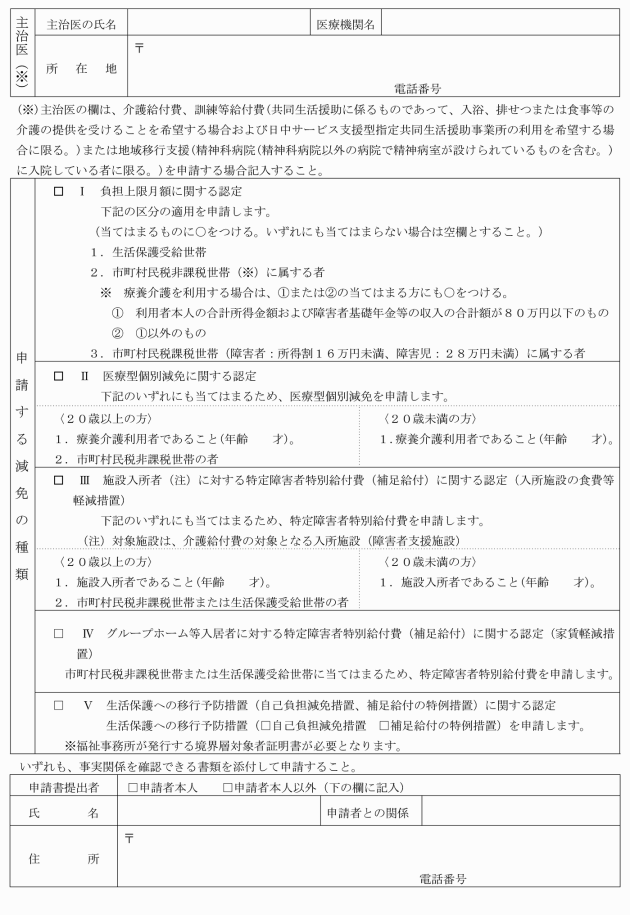 主治医（※）
主治医の氏名　医療機関名
所　在　地　〒
電話番号
(※)主治医の欄は、介護給付費、訓練等給付費(共同生活援助に係るものであって、入浴、排せつまたは食事等の
介護の提供を受けることを希望する場合および日中サービス支援型指定共同生活援助事業所の利用を希望する場
合に限る。)または地域移行支援(精神科病院(精神科病院以外の病院で精神病室が設けられているものを含む。)
に入院している者に限る。)を申請する場合記入すること。
申請する減免の種類
□　Ⅰ　負担上限月額に関する認定
下記の区分の適用を申請します。
（当てはまるものに○をつける。いずれにも当てはまらない場合は空欄とすること。）
１．生活保護受給世帯
２．市町村民税非課税世帯（※）に属する者
※　療養介護を利用する場合は、①または②の当てはまる方にも○をつける。
①　利用者本人の合計所得金額および障害者基礎年金等の収入の合計額が８０万円以下のもの
②　①以外のもの
３．市町村民税課税世帯（障害者：所得割１６万円未満、障害児：２８万円未満）に属する者
□　Ⅱ　医療型個別減免に関する認定
下記のいずれにも当てはまるため、医療型個別減免を申請します。
〈２０歳以上の方〉　〈２０歳未満の方〉
１．療養介護利用者であること(年齢　　才)。　１.療養介護利用者であること(年齢　　才)。
２．市町村民税非課税世帯の者
□　Ⅲ　施設入所者（注）に対する特定障害者特別給付費（補足給付）に関する認定（入所施設の食費等
軽減措置）
下記のいずれにも当てはまるため、特定障害者特別給付費を申請します。
（注）対象施設は、介護給付費の対象となる入所施設（障害者支援施設）
〈２０歳以上の方〉　〈２０歳未満の方〉
１．施設入所者であること(年齢　　才)。　１．施設入所者であること(年齢　　才)。
２．市町村民税非課税世帯または生活保護受給世帯の者
□　Ⅳ　グループホーム等入居者に対する特定障害者特別給付費（補足給付）に関する認定（家賃軽減措
置）
市町村民税非課税世帯または生活保護受給世帯に当てはまるため、特定障害者特別給付費を申請します。
□　Ⅴ　生活保護への移行予防措置（自己負担減免措置、補足給付の特例措置）に関する認定
生活保護への移行予防措置（□自己負担減免措置　□補足給付の特例措置）を申請します。
※福祉事務所が発行する境界層対象者証明書が必要となります。
いずれも、事実関係を確認できる書類を添付して申請すること。
申請書提出者　□申請者本人　□申請者本人以外（下の欄に記入）
氏　　　名　申請者との関係
住　　　所　〒
電話番号